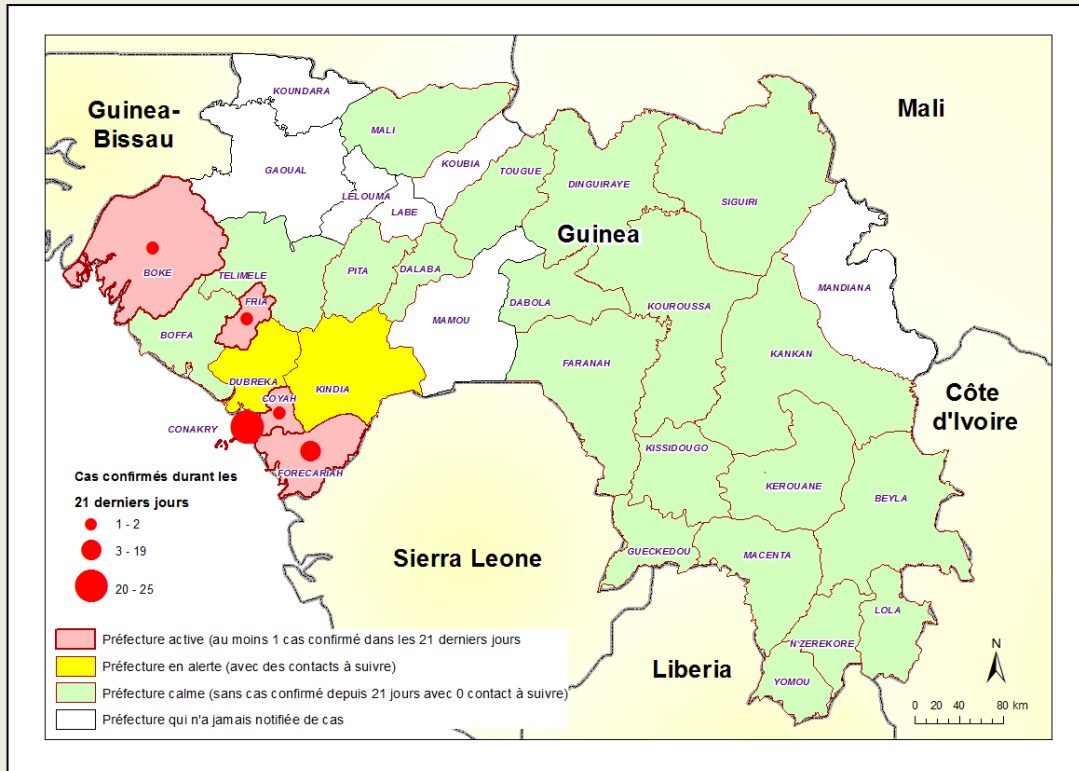 Guinea-
Bissau
Mali
KOUNDARA
MALI
GAOUAL
KOUBIA
TOUGUE
LELOUMA
LABE
DINGUIRAYE
SIGUIRI
Guinea
BOKE
TELIMELE
PITA
DALABA
FRIA
DABOLA
KOUROUSSA
MANDIANA
BOFFA
MAMOU
FARANAH
KANKAN
DUBREKA
KINDIA
COYAH
Côte
d'Ivoire
CONAKRY
KISSIDOUGO
FORECARIAH
KEROUANE
BEYLA
Cas confirmés durant les
21 derniers jours
1 - 2
3 - 19
20 - 25
Sierra Leone
GUECKEDOU
MACENTA
LOLA
N'ZEREKORE
Liberia
YOMOU
Préfecture active (au moins 1 cas confirmé dans les 21 derniers jours
Préfecture en alerte (avec des contacts à suivre)
Préfecture calme (sans cas confirmé depuis 21 jours avec 0 contact à suivre)
Préfecture qui n'a jamais notifiée de cas
N
0 20 40 80 km